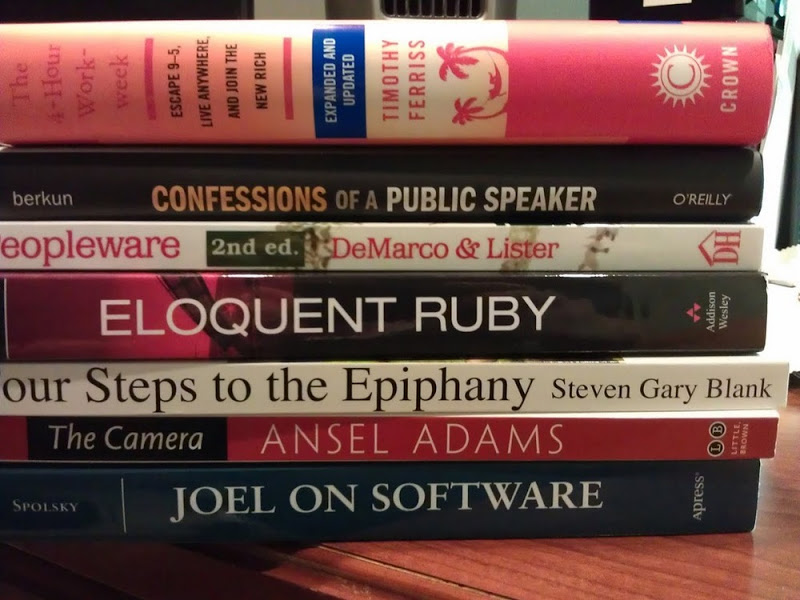 The
4-Hour
Work-
week
ESCAPE 9–5,
LIVE ANYWHERE,
AND JOIN THE
NEW RICH
EXPANDED AND
UPDATED
TIMOTHY
FERRISS
C
CROWN
berkun CONFESSIONS OF A PUBLIC SPEAKER O'REILLY
eopleware 2nd ed. DeMarco & Lister DH
ELOQUENT RUBY
Addison
Wesley
our Steps to the Epiphany Steven Gary Blank
The Camera ANSEL ADAMS
L B
LITTLE,
BROWN
SPOLSKY JOEL ON SOFTWARE Apress®